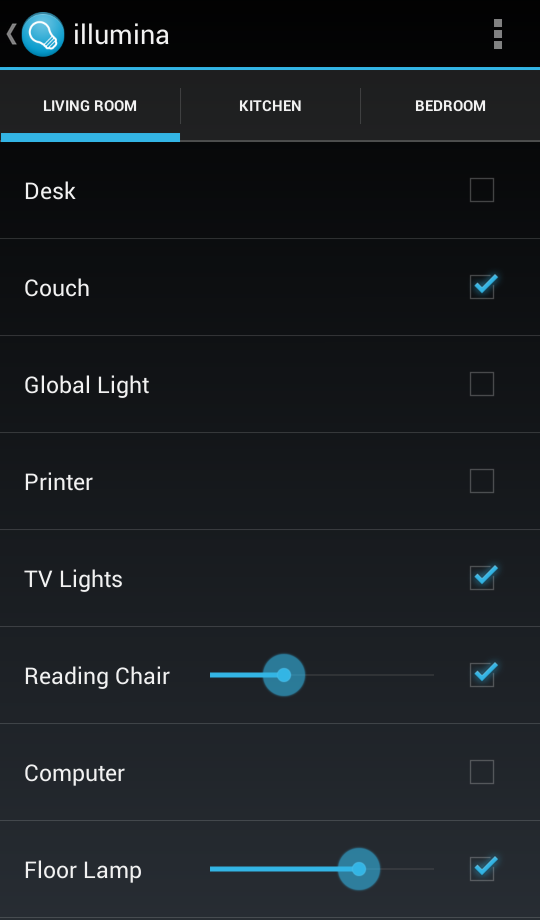 illumina
LIVING ROOM
KITCHEN
BEDROOM
Desk
Couch
Global Light
Printer
TV Lights
Reading Chair
Computer
Floor Lamp